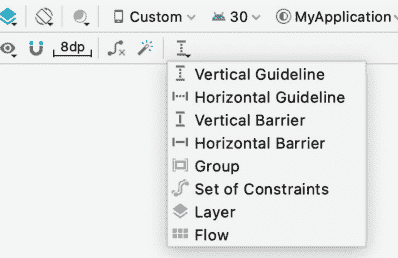 Custom 30 MyApplication
8dp
Vertical Guideline
Horizontal Guideline
Vertical Barrier
Horizontal Barrier
Group
Set of Constraints
Layer
Flow